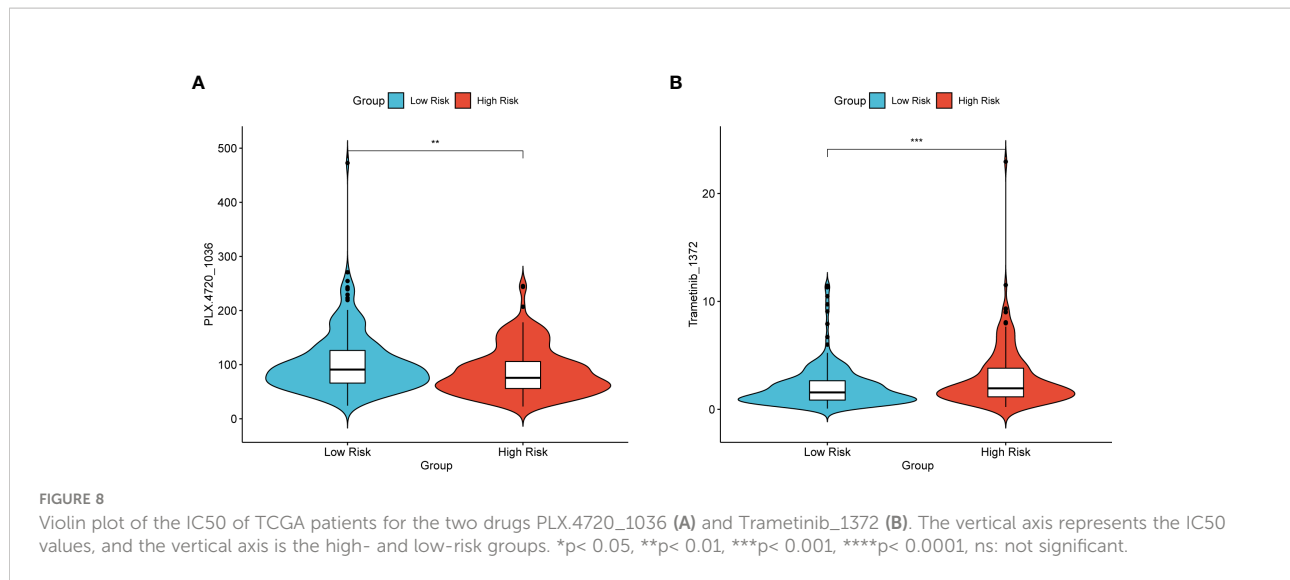 A
Group Low Risk High Risk
PLX.4720_1036
500
400
300
200
100
0
**
Low Risk High Risk
Group
B
Group Low Risk High Risk
Trametinib_1372
20
10
0
***
Low Risk High Risk
Group
FIGURE 8
Violin plot of the IC50 of TCGA patients for the two drugs PLX.4720_1036 (A) and Trametinib_1372 (B). The vertical axis represents the IC50
values, and the vertical axis is the high- and low-risk groups. *p< 0.05, **p< 0.01, ***p< 0.001, ****p< 0.0001, ns: not significant.